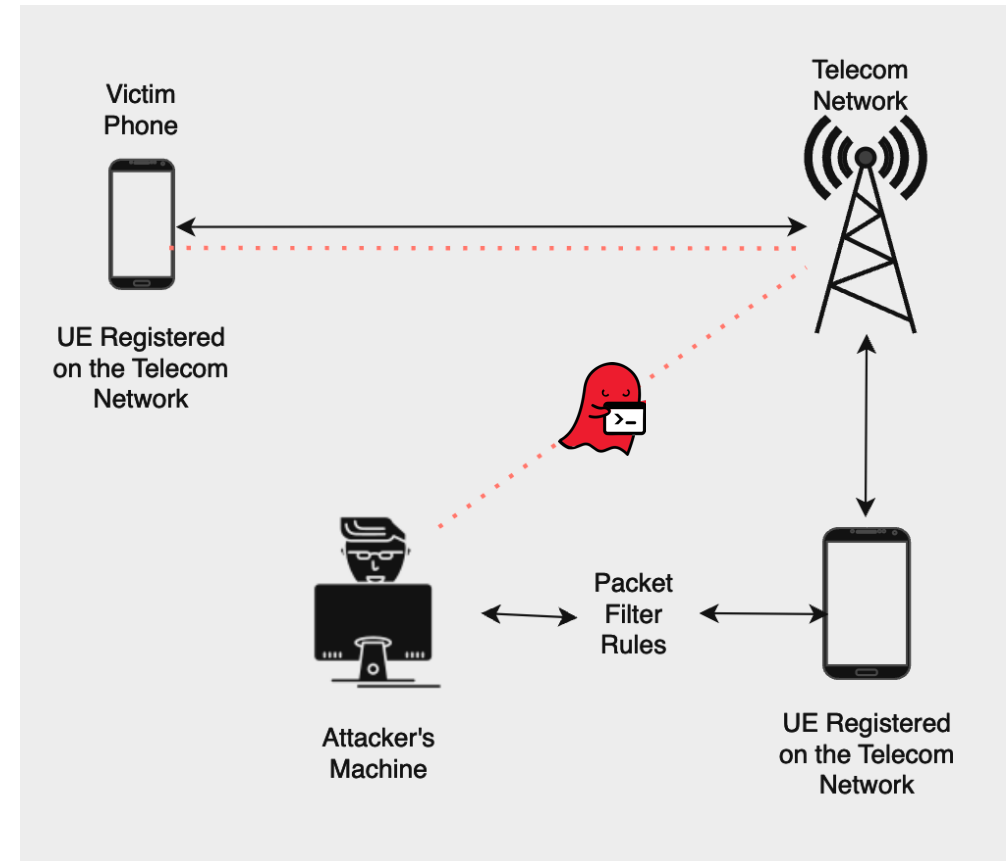 Victim
Phone
Telecom
Network
UE Registered
on the Telecom
Network
>_
Packet
Filter
Rules
Attacker's
Machine
UE Registered
on the Telecom
Network